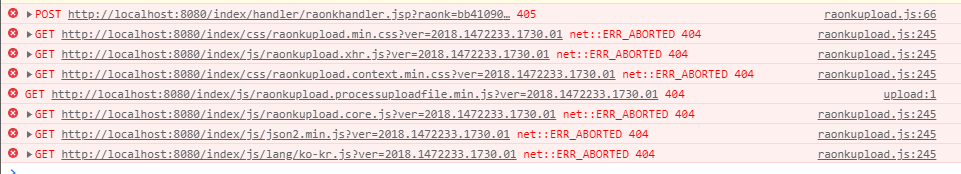 POST http://localhost:8080/index/handler/raonkhandler.jsp?raonk=bb41090… 405 raonkupload.js:66
GET http://localhost:8080/index/css/raonkupload.min.css?ver=2018.1472233.1730.01 net::ERR_ABORTED 404 raonkupload.js:245
GET http://localhost:8080/index/js/raonkupload.xhr.js?ver=2018.1472233.1730.01 net::ERR_ABORTED 404 raonkupload.js:245
GET http://localhost:8080/index/css/raonkupload.context.min.css?ver=2018.1472233.1730.01 net::ERR_ABORTED 404 raonkupload.js:245
GET http://localhost:8080/index/js/raonkupload.processuploadfile.min.js?ver=2018.1472233.1730.01 404 upload:1
GET http://localhost:8080/index/js/raonkupload.core.js?ver=2018.1472233.1730.01 net::ERR_ABORTED 404 raonkupload.js:245
GET http://localhost:8080/index/js/json2.min.js?ver=2018.1472233.1730.01 net::ERR_ABORTED 404 raonkupload.js:245
GET http://localhost:8080/index/js/lang/ko-kr.js?ver=2018.1472233.1730.01 net::ERR_ABORTED 404 raonkupload.js:245